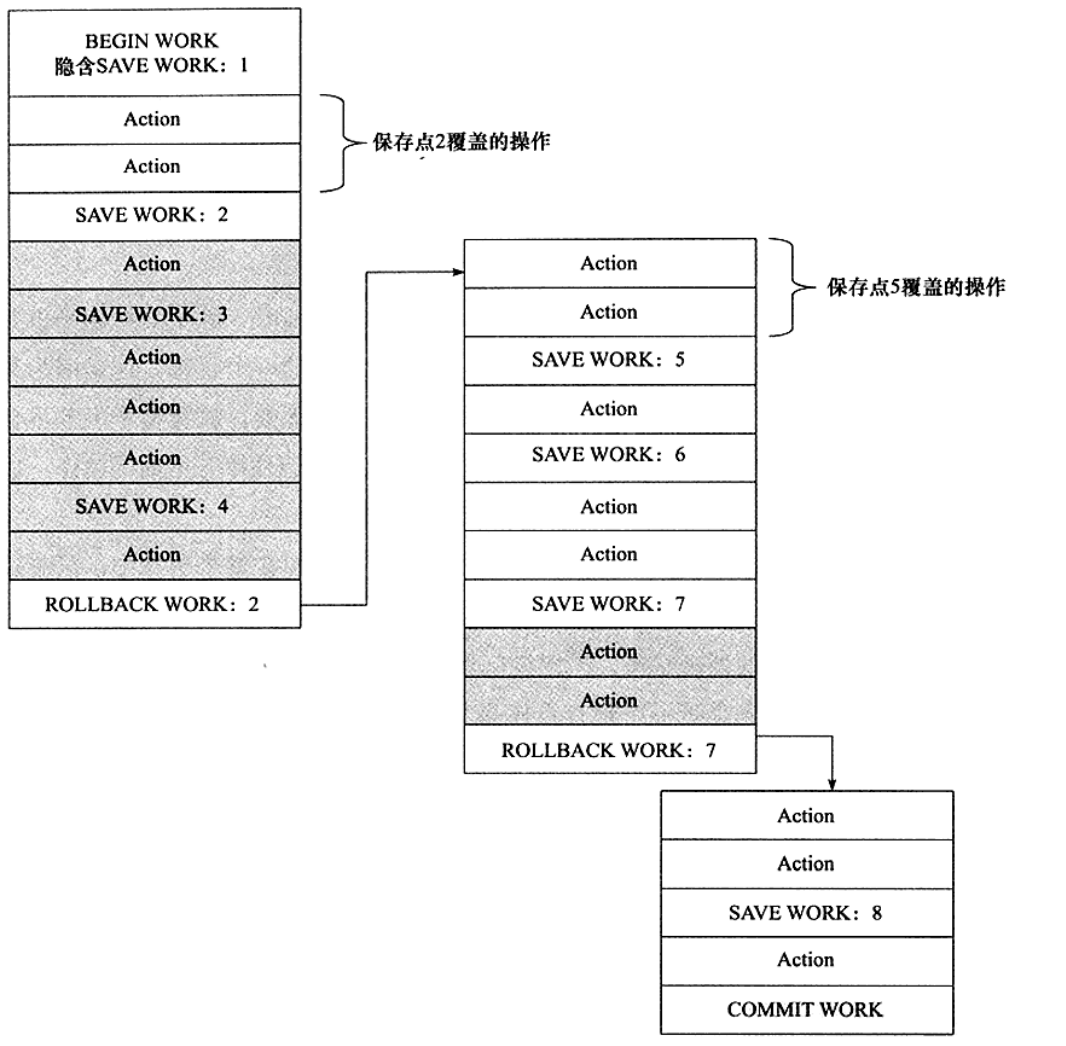 BEGIN WORK
隐含SAVE WORK：1
Action
Action
保存点2覆盖的操作
SAVE WORK：2
Action
SAVE WORK：3
Action
Action
Action
SAVE WORK：4
Action
ROLLBACK WORK：2
Action
Action
保存点5覆盖的操作
SAVE WORK：5
Action
SAVE WORK：6
Action
Action
SAVE WORK：7
Action
Action
ROLLBACK WORK：7
Action
Action
SAVE WORK：8
Action
COMMIT WORK